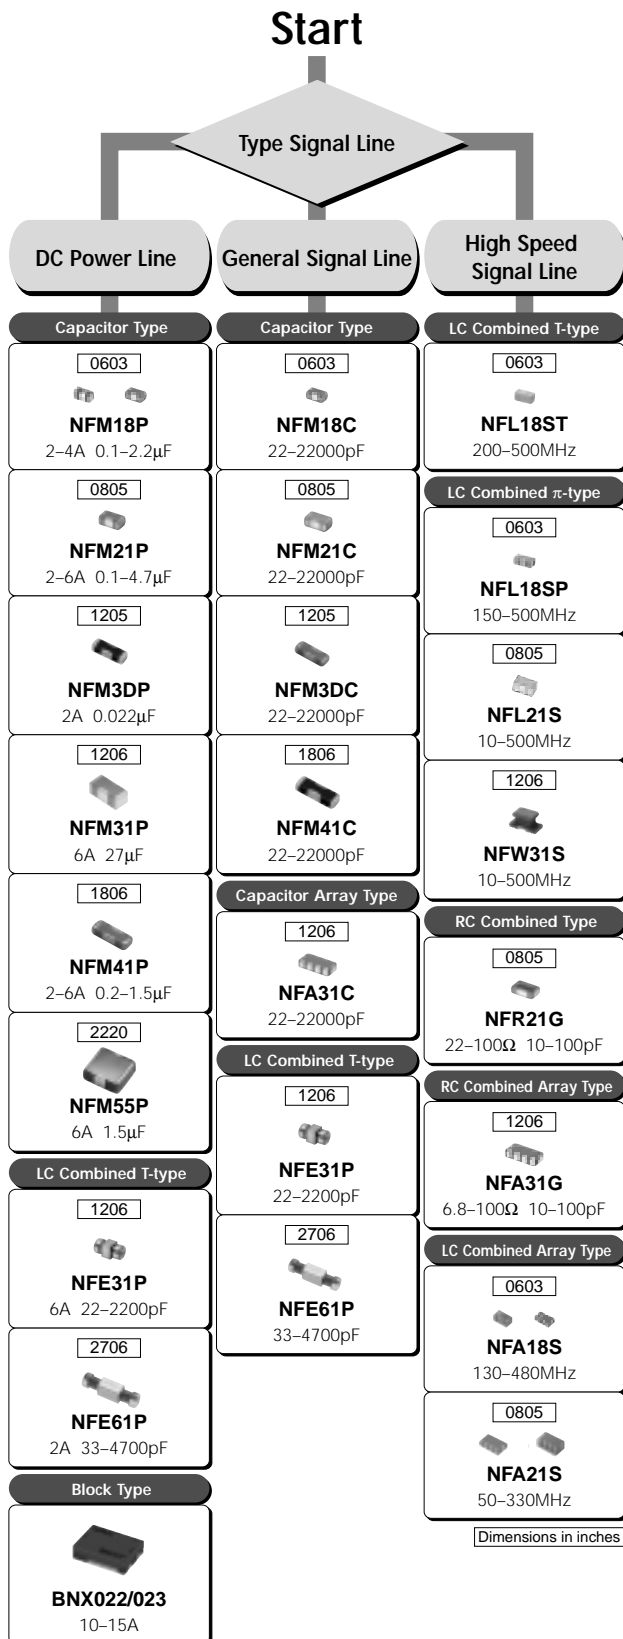 Start
Type Signal Line
DC Power Line
Capacitor Type
0603
NFM18P
2–4A 0.1–2.2µF
0805
NFM21P
2–6A 0.1–4.7µF
1205
NFM3DP
2A 0.022µF
1206
NFM31P
6A 27µF
1806
NFM41P
2–6A 0.2–1.5µF
2220
NFM55P
6A 1.5µF
LC Combined T-type
1206
NFE31P
6A 22–2200pF
2706
NFE61P
2A 33–4700pF
Block Type
BNX022/023
10–15A
General Signal Line
Capacitor Type
0603
NFM18C
22–22000pF
0805
NFM21C
22–22000pF
1205
NFM3DC
22–22000pF
1806
NFM41C
22–22000pF
Capacitor Array Type
1206
NFA31C
22–22000pF
LC Combined T-type
1206
NFE31P
22–2200pF
2706
NFE61P
33–4700pF
High Speed
Signal Line
LC Combined T-type
0603
NFL18ST
200–500MHz
LC Combined π-type
0603
NFL18SP
150–500MHz
0805
NFL21S
10–500MHz
1206
NFW31S
10–500MHz
RC Combined Type
0805
NFR21G
22–100Ω 10–100pF
RC Combined Array Type
1206
NFA31G
6.8–100Ω 10–100pF
LC Combined Array Type
0603
NFA18S
130–480MHz
0805
NFA21S
50–330MHz
Dimensions in inches